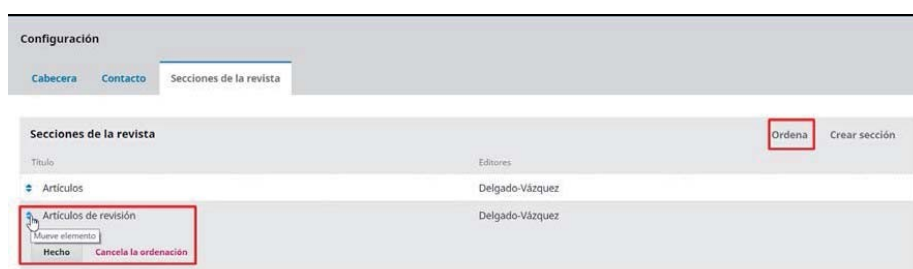 Configuración
Cabecera Contacto Secciones de la revista
Secciones de la revista Ordena Crear sección
Título Editores
Artículos Delgado-Vázquez
Artículos de revisión Delgado-Vázquez
Mueve elemento
Hecho Cancela la ordenación